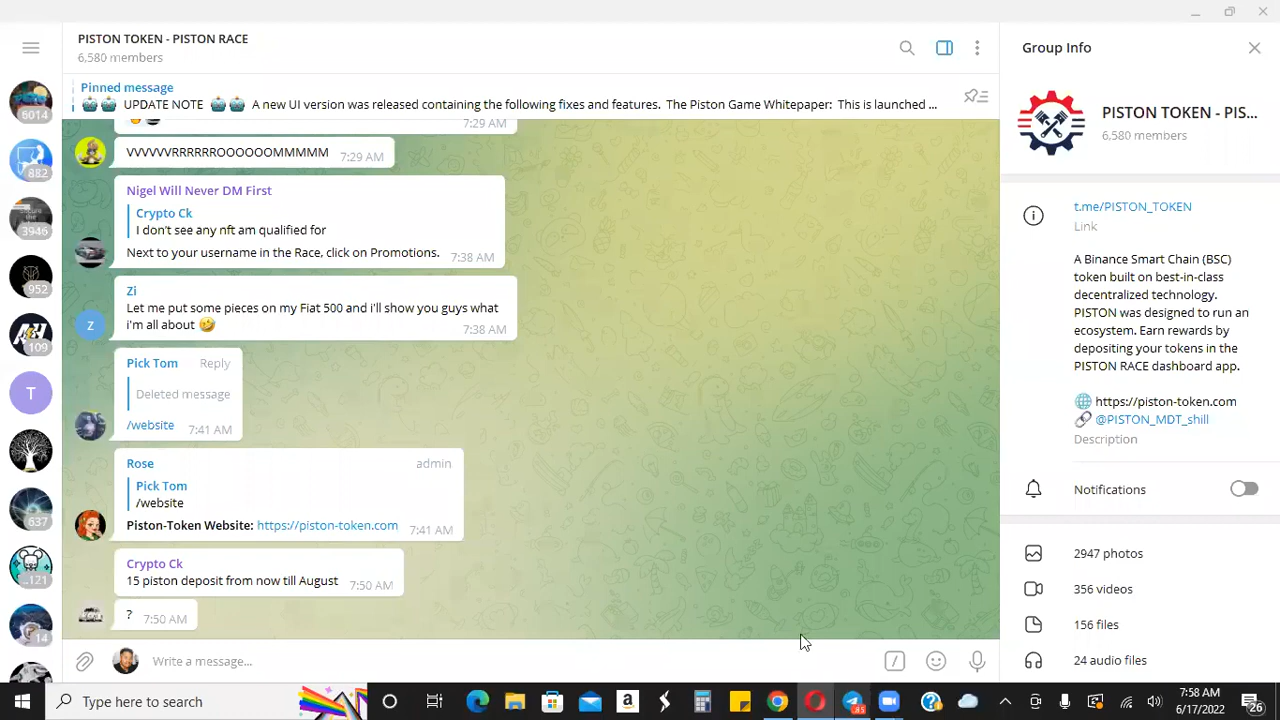 PISTON TOKEN - PISTON RACE
6,580 members
Pinned message
UPDATE NOTE A new UI version was released containing the following fixes and features. The Piston Game Whitepaper: This is launched ...
7:29 AM
VVVVVVRRRRRROOOOOOMMMMM 7:29 AM
Nigel Will Never DM First
Crypto Ck
I don't see any nft am qualified for
Next to your username in the Race, click on Promotions. 7:38 AM
Zi
Let me put some pieces on my Fiat 500 and i'll show you guys what
i'm all about 7:38 AM
Z
Pick Tom Reply
Deleted message
/website 7:41 AM
Rose admin
Pick Tom
/website
Piston-Token Website: https://piston-token.com 7:41 AM
Crypto Ck
15 piston deposit from now till August 7:50 AM
? 7:50 AM
Write a message...
6014
882
3946
952
109
T
637
..121
14
Group Info
PISTON TOKEN - PIS...
6,580 members
t.me/PISTON_TOKEN
Link
A Binance Smart Chain (BSC)
token built on best-in-class
decentralized technology.
PISTON was designed to run an
ecosystem. Earn rewards by
depositing your tokens in the
PISTON RACE dashboard app.
https://piston-token.com
@PISTON_MDT_shill
Description
Notifications
2947 photos
356 videos
156 files
24 audio files
Type here to search
7:58 AM
6/17/2022
26